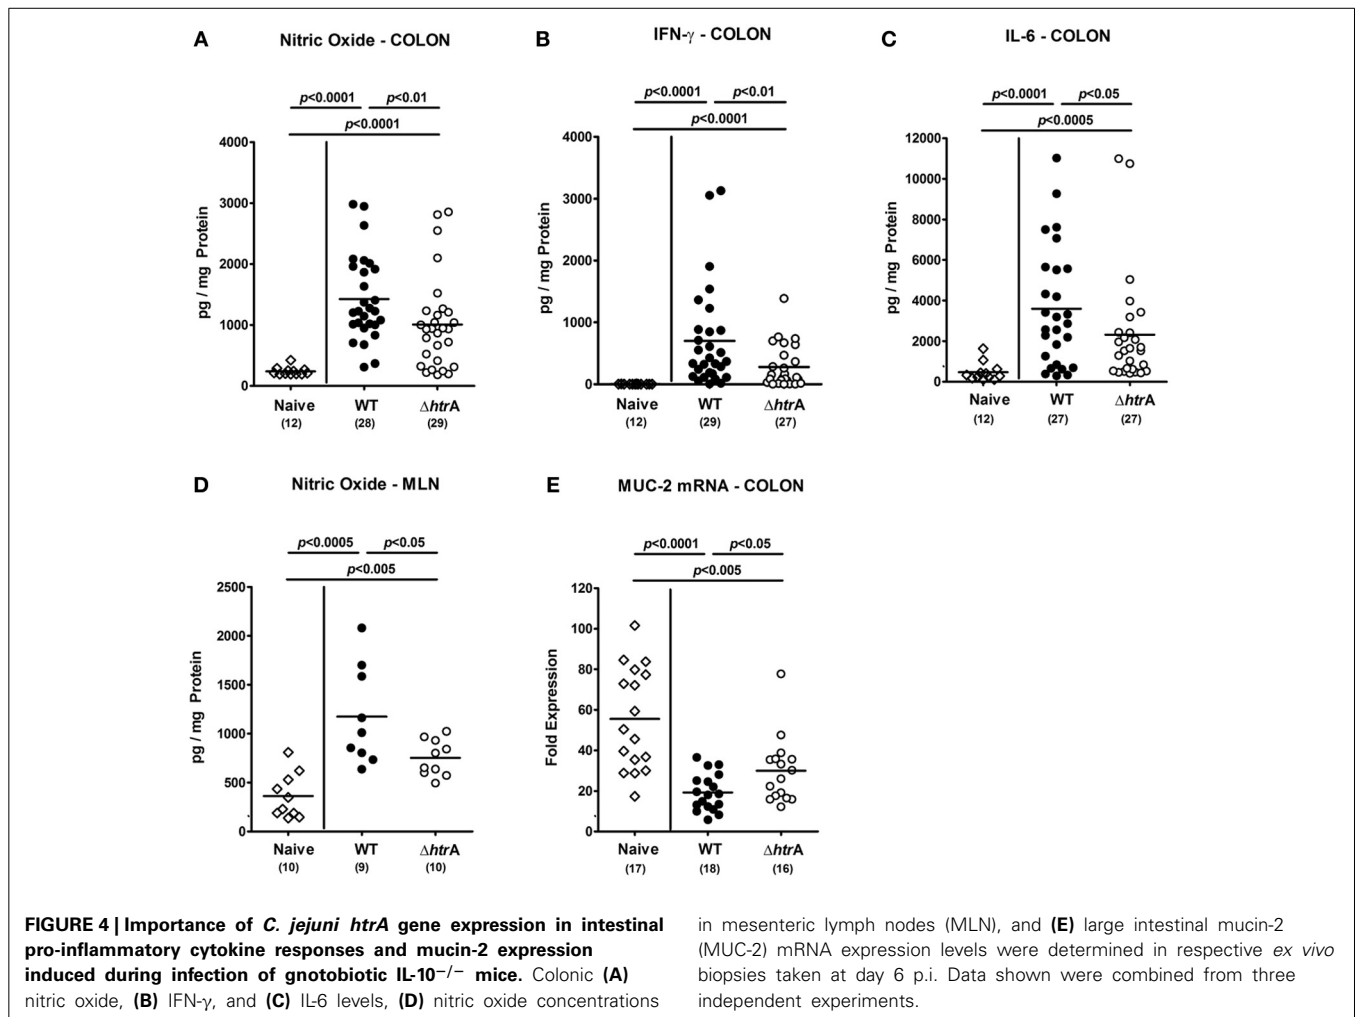 A
Nitric Oxide - COLON
p<0.0001 p<0.01
p<0.0001
pg / mg Protein
4000
3000
2000
1000
0
Naive WT ΔhtrA
(12) (28) (29)
B
IFN-γ - COLON
p<0.0001 p<0.01
p<0.0001
pg / mg Protein
4000
3000
2000
1000
0
Naive WT ΔhtrA
(12) (29) (27)
C
IL-6 - COLON
p<0.0001 p<0.05
p<0.0005
pg / mg Protein
12000
10000
8000
6000
4000
2000
0
Naive WT ΔhtrA
(12) (27) (27)
D
Nitric Oxide - MLN
p<0.0005 p<0.05
p<0.005
pg / mg Protein
2500
2000
1500
1000
500
0
Naive WT ΔhtrA
(10) (9) (10)
E
MUC-2 mRNA - COLON
p<0.0001 p<0.05
p<0.005
Fold Expression
120
100
80
60
40
20
0
Naive WT ΔhtrA
(17) (18) (16)
FIGURE 4 | Importance of C. jejuni htrA gene expression in intestinal
pro-inflammatory cytokine responses and mucin-2 expression
induced during infection of gnotobiotic IL-10−/− mice. Colonic (A)
nitric oxide, (B) IFN-γ, and (C) IL-6 levels, (D) nitric oxide concentrations
in mesenteric lymph nodes (MLN), and (E) large intestinal mucin-2
(MUC-2) mRNA expression levels were determined in respective ex vivo
biopsies taken at day 6 p.i. Data shown were combined from three
independent experiments.